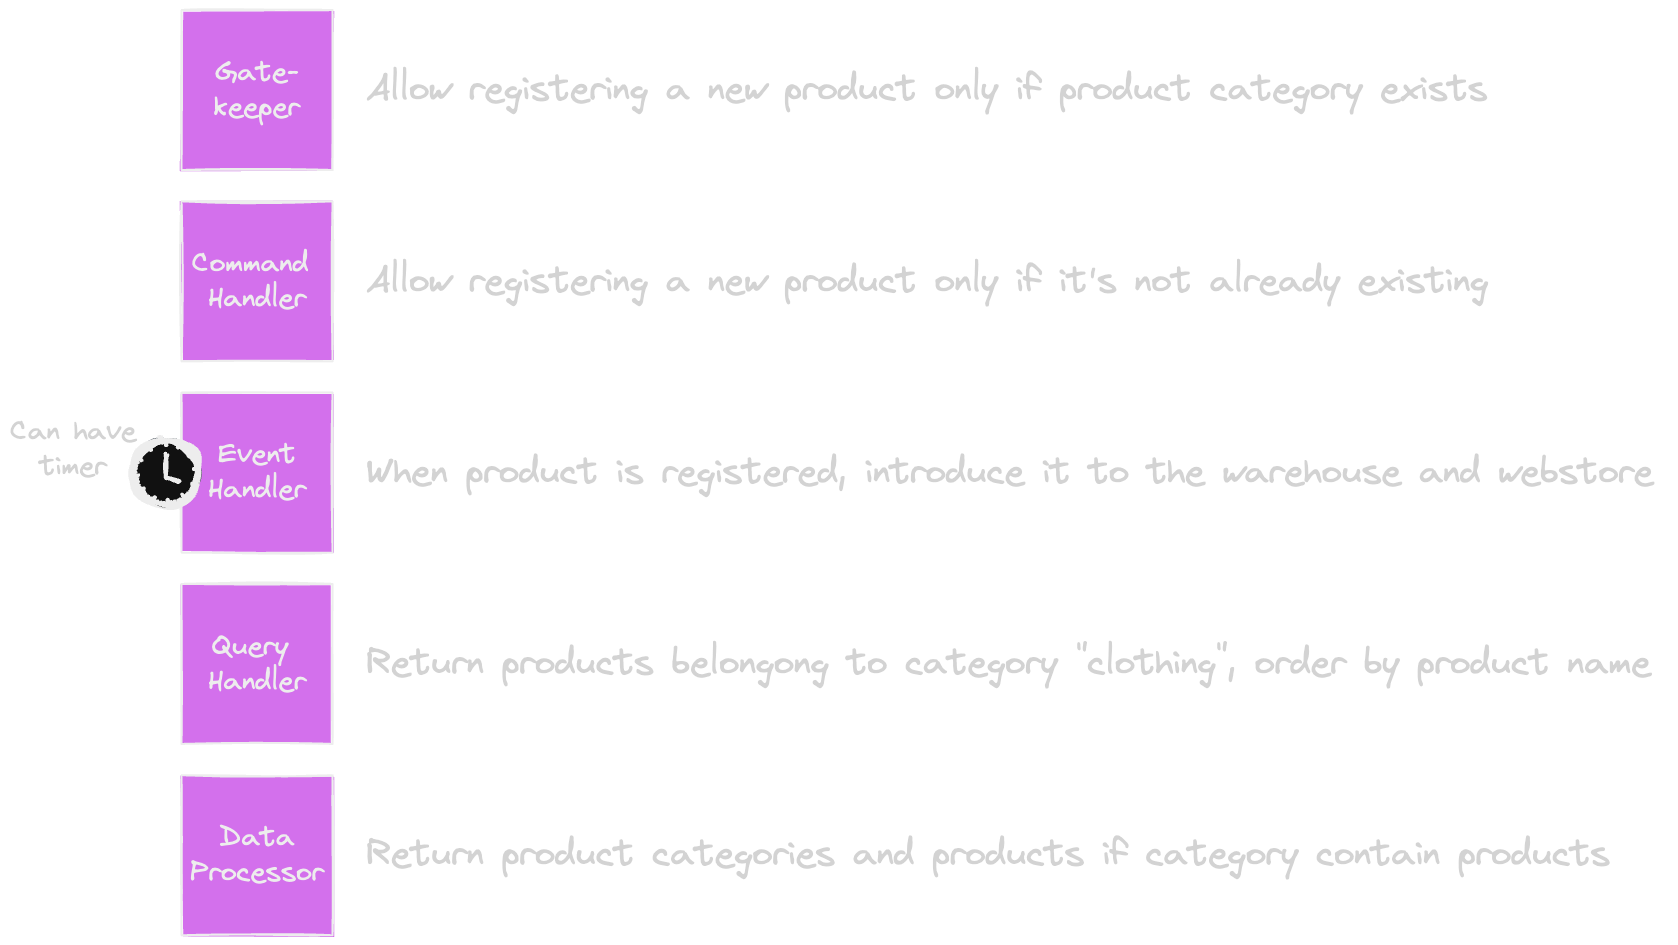 Gate-
keeper
Allow registering a new product only if product category exists
Command
Handler
Allow registering a new product only if it's not already existing
Can have
timer
Event
Handler
When product is registered, introduce it to the warehouse and webstore
Query
Handler
Return products belongong to category "clothing", order by product name
Data
Processor
Return product categories and products if category contain products